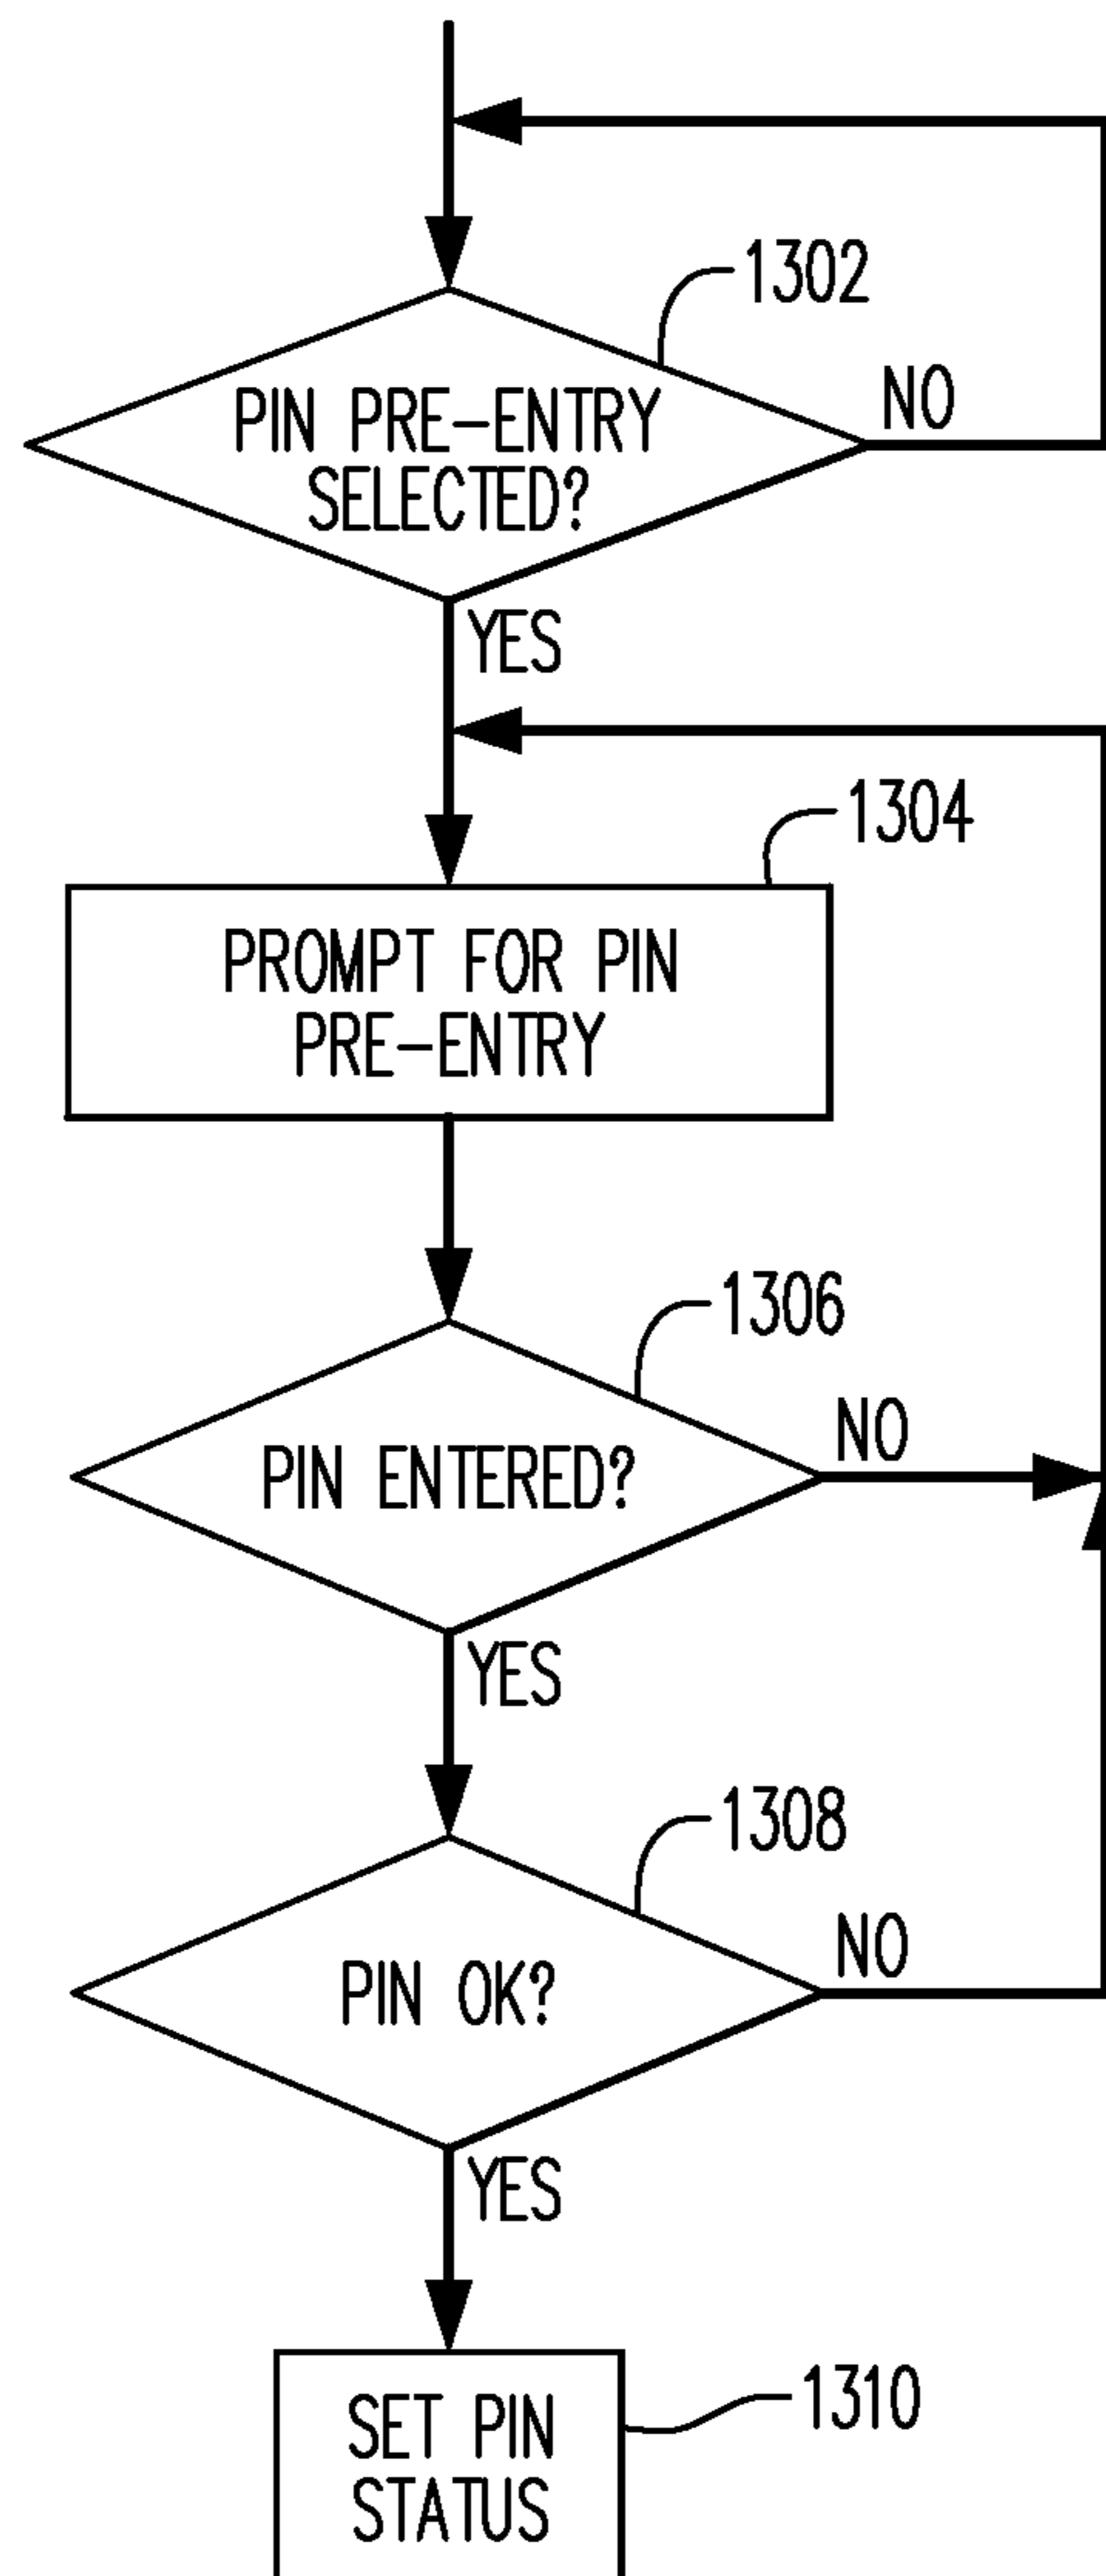 1302
PIN PRE-ENTRY
SELECTED?
NO
YES
1304
PROMPT FOR PIN
PRE-ENTRY
1306
PIN ENTERED?
NO
YES
1308
PIN OK?
NO
YES
1310
SET PIN
STATUS